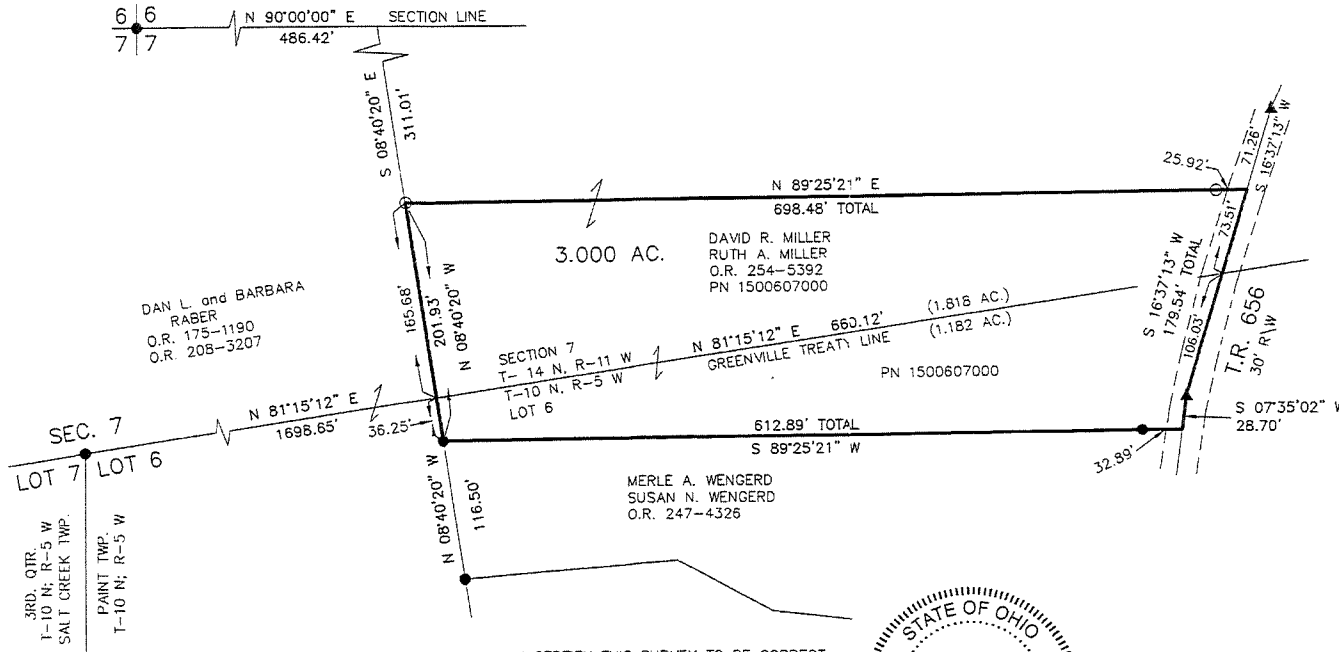 6 6
7 7
N 90°00'00" E SECTION LINE
486.42'
S 08°40'20" E
311.01'
N 89°25'21" E
698.48' TOTAL
25.92'
71.26'
S 16°37'13" W
73.51'
3.000 AC.
DAVID R. MILLER
RUTH A. MILLER
O.R. 254-5392
PN 1500607000
DAN L. and BARBARA
RABER
O.R. 175-1190
O.R. 208-3207
165.68'
201.93'
N 08°40'20" W
S 16°37'13" W
179.54' TOTAL
106.03'
T.R. 656
30' R\W
SECTION 7
T- 14 N, R-11 W
T-10 N, R-5 W
LOT 6
N 81°15'12" E 660.12' (1.818 AC.)
GREENVILLE TREATY LINE (1.182 AC.)
PN 1500607000
N 81°15'12" E
1698.65'
36.25'
SEC. 7
LOT 7
LOT 6
612.89' TOTAL
S 89°25'21" W
32.89'
S 07°35'02" W
28.70'
MERLE A. WENGERD
SUSAN N. WENGERD
O.R. 247-4326
N 08°40'20" W
116.50'
3RD. QTR.
T-10 N; R-5 W
SALT CREEK TWP.
PAINT TWP.
T-10 N; R-5 W
STATE OF OHIO